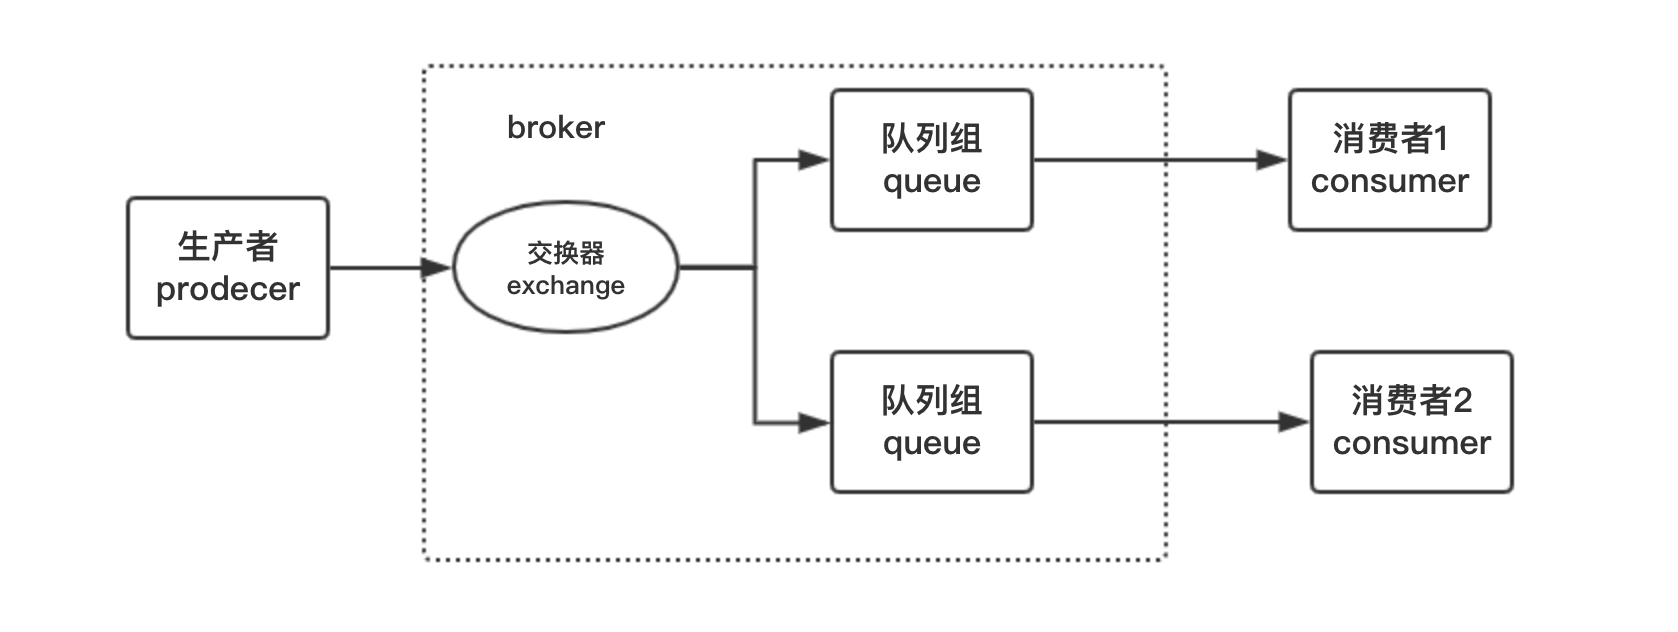 broker
生产者
prodecer
交换器
exchange
队列组
queue
消费者1
consumer
队列组
queue
消费者2
consumer